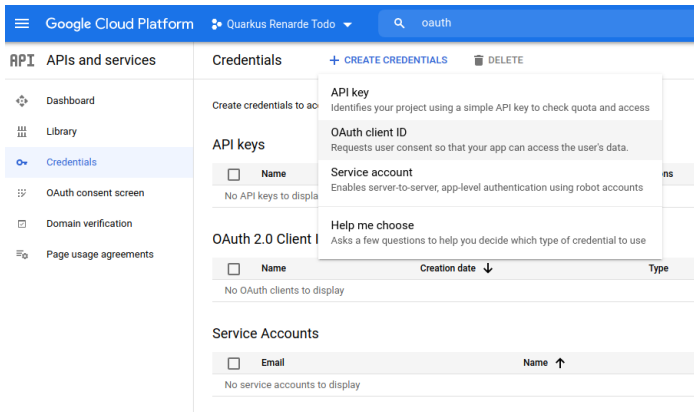 Google Cloud Platform Quarkus Renarde Todo oauth
API APIs and services
Credentials + CREATE CREDENTIALS DELETE
Dashboard
Library
Credentials
OAuth consent screen
Domain verification
Page usage agreements
Create credentials to
API key
Identifies your project using a simple API key to check quota and access
OAuth client ID
Requests user consent so that your app can access the user's data.
Service account
Enables server-to-server, app-level authentication using robot accounts
Help me choose
Asks a few questions to help you decide which type of credential to use
API keys
Name
No API keys to
OAuth 2.0 Client
Name Creation date Type
No OAuth clients to display
Service Accounts
Email Name
No service accounts to display